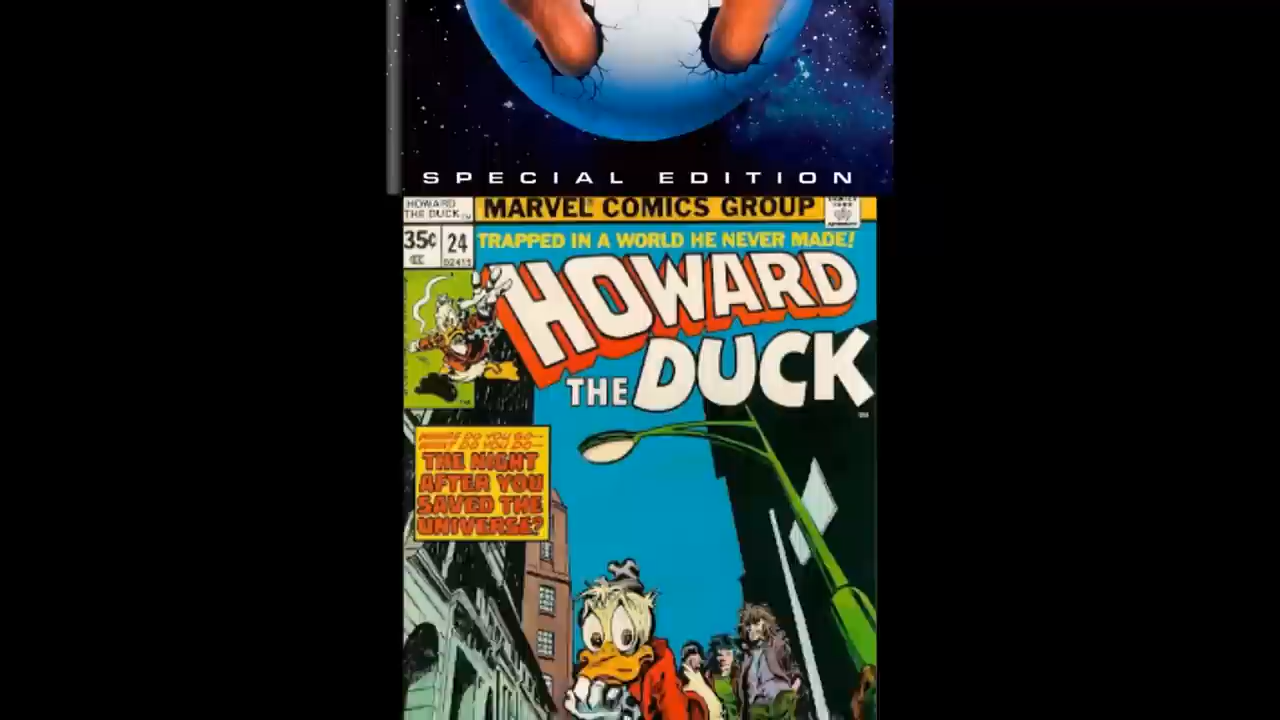 SPECIAL EDITION
HOWARD
THE DUCK
MARVEL COMICS GROUP
35¢
24
02415
TRAPPED IN A WORLD HE NEVER MADE!
HOWARD
THE DUCK
THE NIGHT
AFTER YOU
SAVED THE
UNIVERSE?